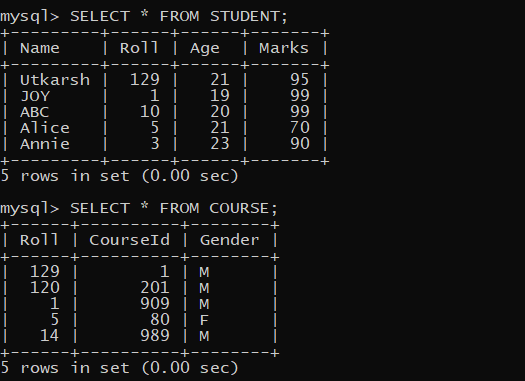 mysql> SELECT * FROM STUDENT;
+---------+------+------+-------+
| Name    | Roll | Age  | Marks |
+---------+------+------+-------+
| Utkarsh |  129 |   21 |    95 |
| JOY     |    1 |   19 |    99 |
| ABC     |   10 |   20 |    99 |
| Alice   |    5 |   21 |    70 |
| Annie   |    3 |   23 |    90 |
+---------+------+------+-------+
5 rows in set (0.00 sec)

mysql> SELECT * FROM COURSE;
+------+----------+--------+
| Roll | CourseId | Gender |
+------+----------+--------+
|  129 |        1 | M      |
|  120 |      201 | M      |
|    1 |      909 | M      |
|    5 |       80 | F      |
|   14 |      989 | M      |
+------+----------+--------+
5 rows in set (0.00 sec)